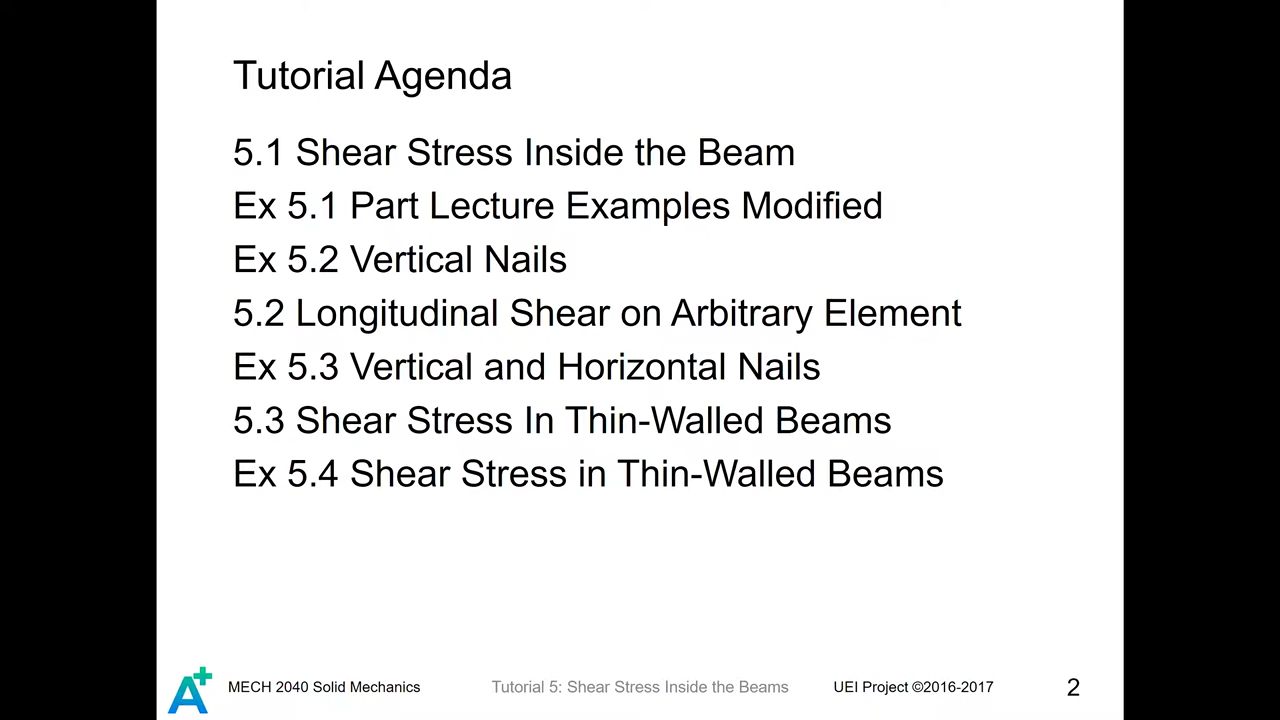 Tutorial Agenda
5.1 Shear Stress Inside the Beam
Ex 5.1 Part Lecture Examples Modified
Ex 5.2 Vertical Nails
5.2 Longitudinal Shear on Arbitrary Element
Ex 5.3 Vertical and Horizontal Nails
5.3 Shear Stress In Thin-Walled Beams
Ex 5.4 Shear Stress in Thin-Walled Beams
A+ MECH 2040 Solid Mechanics Tutorial 5: Shear Stress Inside the Beams UEI Project ©2016-2017 2